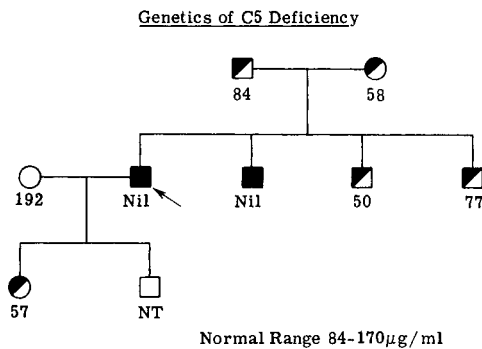 Genetics of C5 Deficiency
84 58
192 Nil Nil 50 77
57 NT
Normal Range 84-170μg/ml